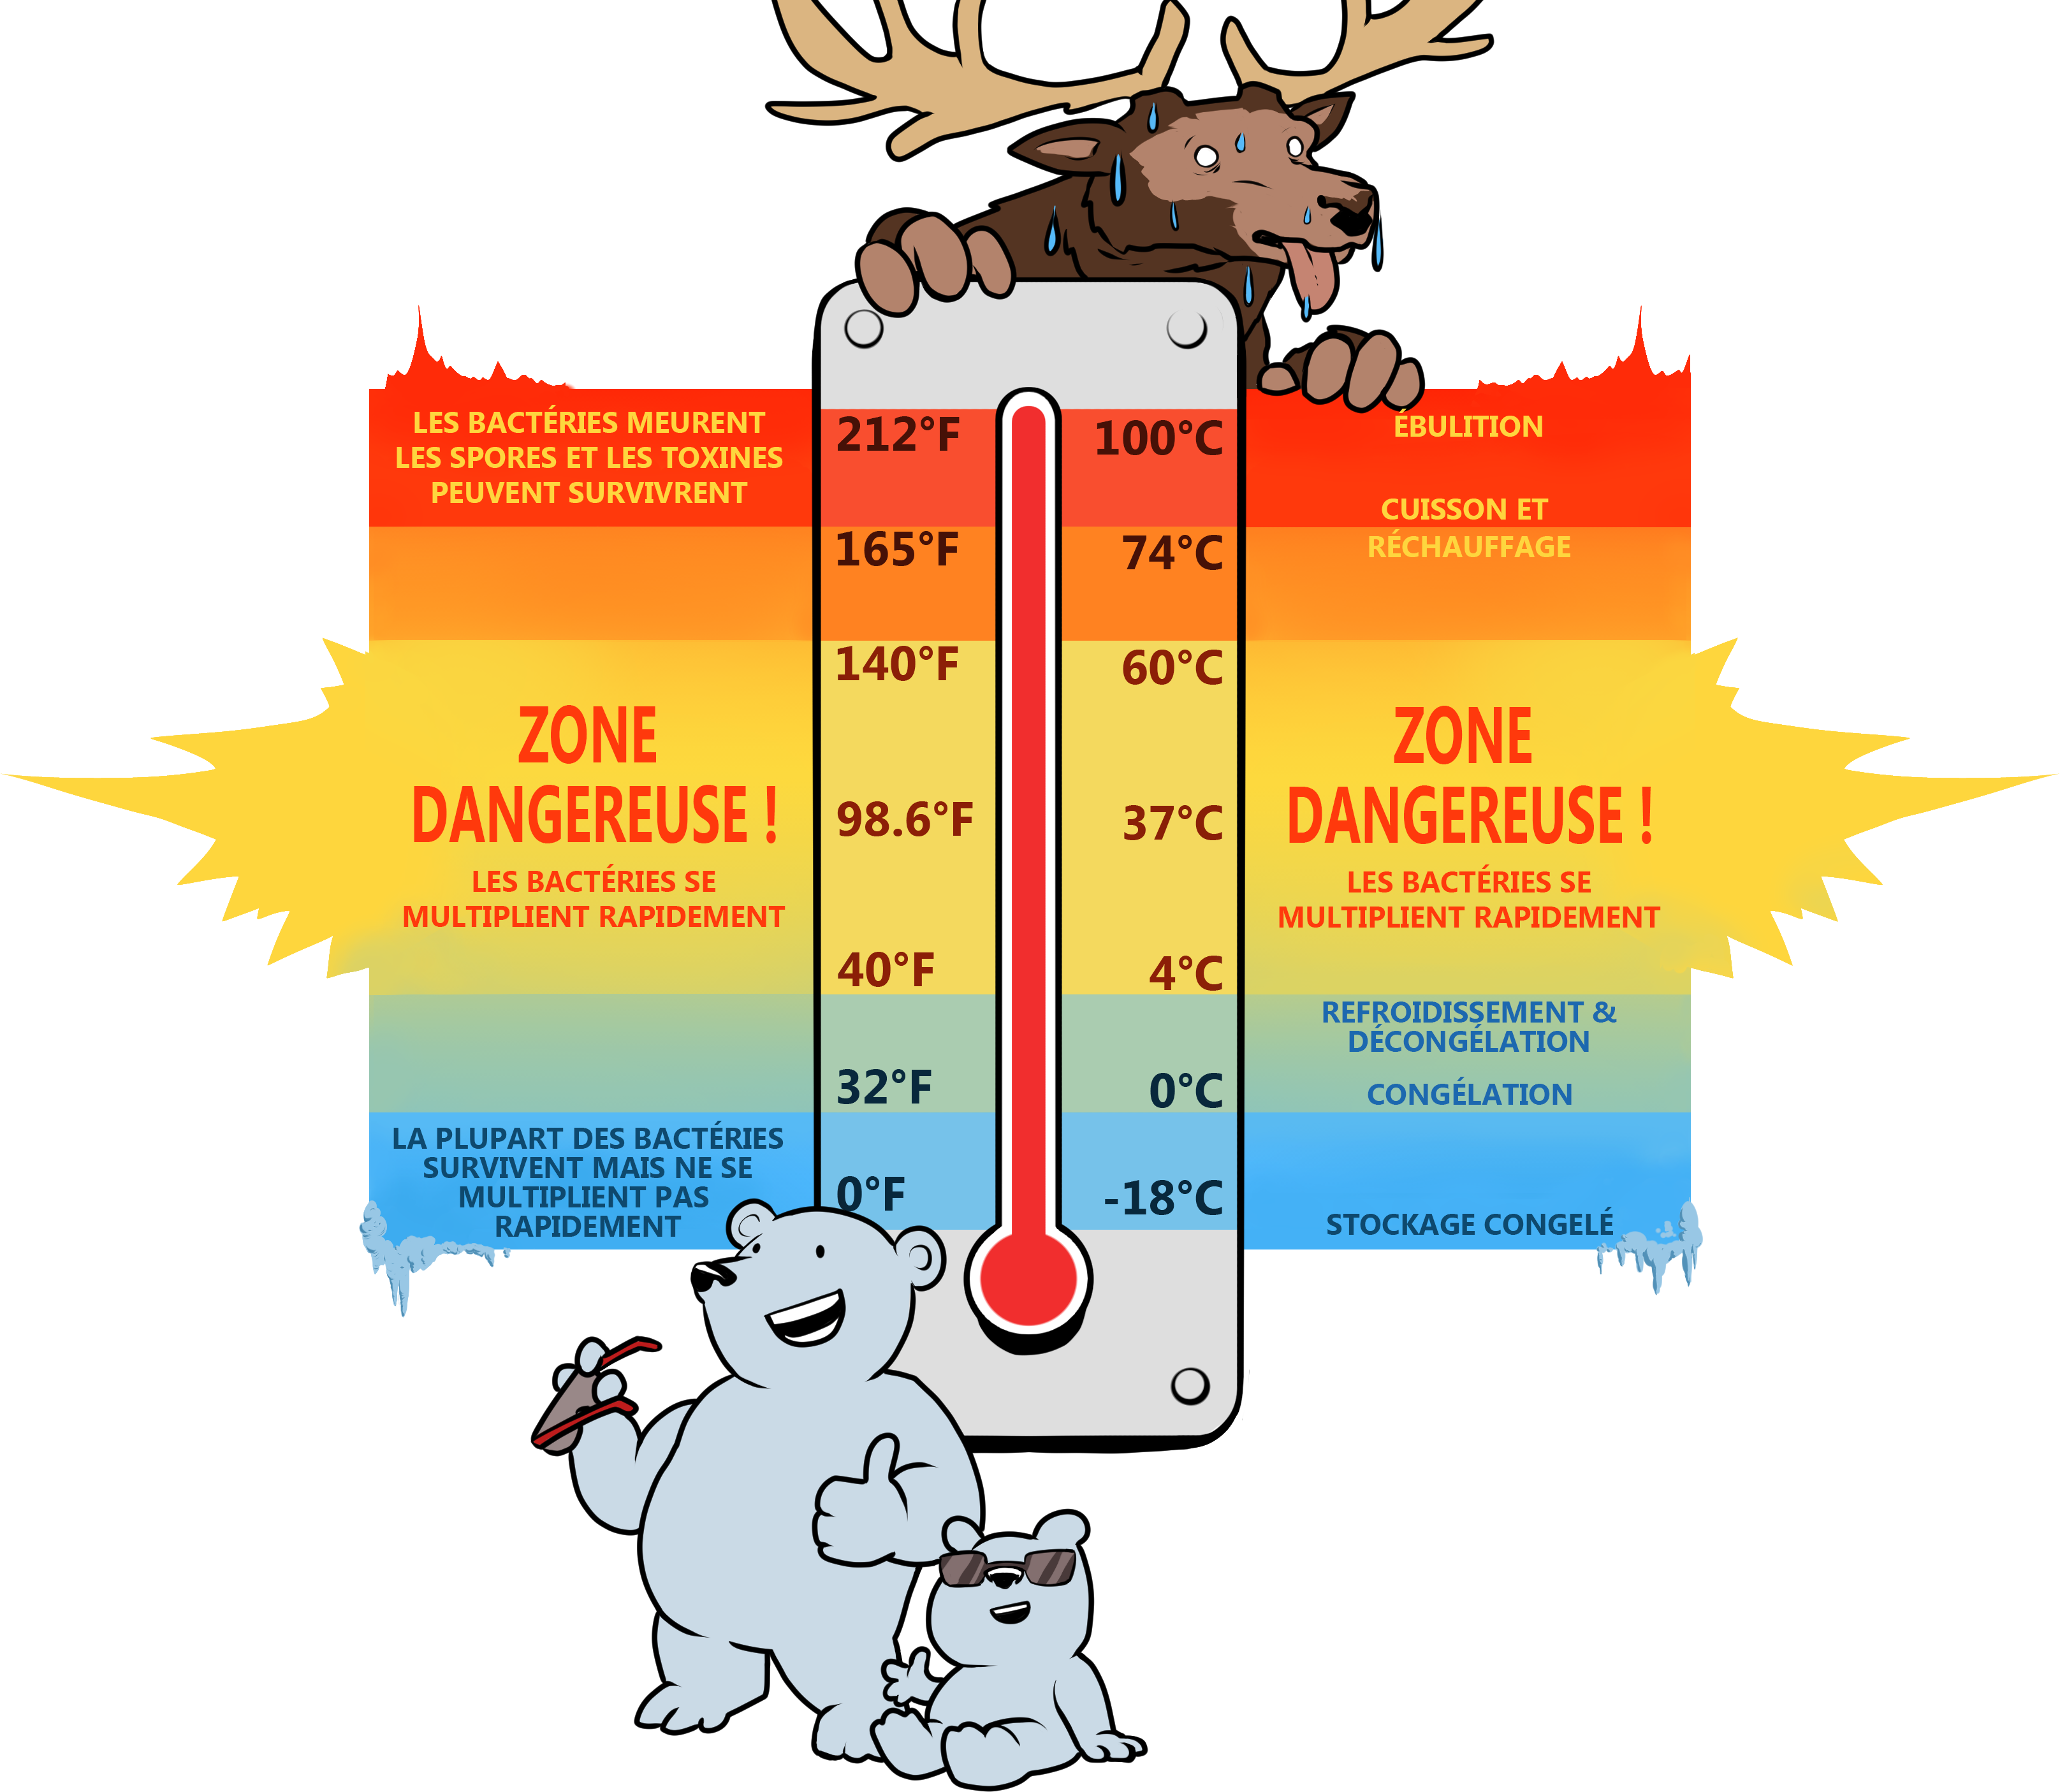 LES BACTÉRIES MEURENT
LES SPORES ET LES TOXINES
PEUVENT SURVIVRENT
212°F
100°C
ÉBULITION
CUISSON ET
RÉCHAUFFAGE
165°F
74°C
140°F
60°C
ZONE
DANGEREUSE !
LES BACTÉRIES SE
MULTIPLIENT RAPIDEMENT
98.6°F
37°C
ZONE
DANGEREUSE !
LES BACTÉRIES SE
MULTIPLIENT RAPIDEMENT
40°F
4°C
REFROIDISSEMENT &
DÉCONGÉLATION
32°F
0°C
CONGÉLATION
LA PLUPART DES BACTÉRIES
SURVIVENT MAIS NE SE
MULTIPLIENT PAS
RAPIDEMENT
0°F
-18°C
STOCKAGE CONGELÉ